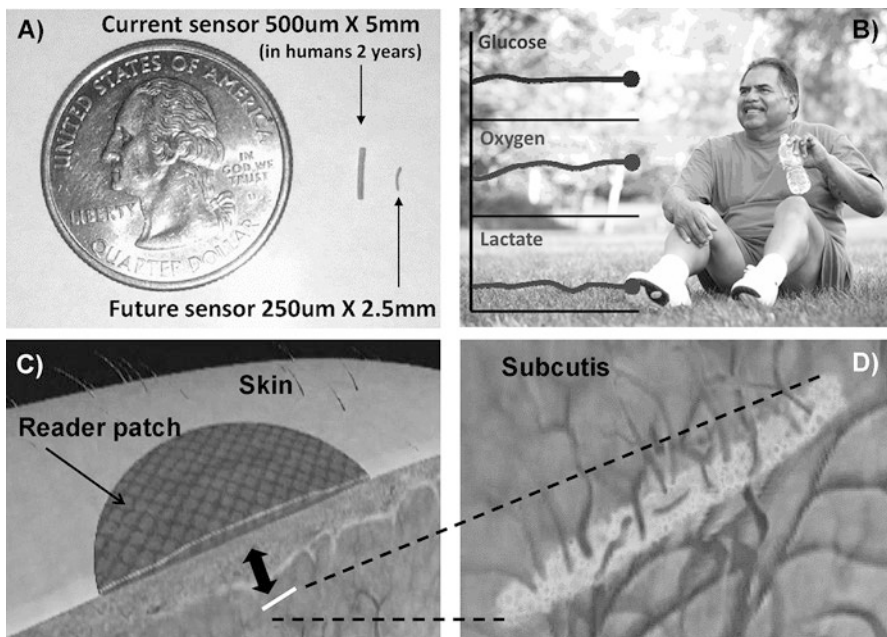 A)
Current sensor 500um X 5mm
(in humans 2 years)
UNITED STATES OF AMERICA
IN
GOD WE
TRUST
LIBERTY
QUARTER DOLLAR
Future sensor 250um X 2.5mm
B)
Glucose
Oxygen
Lactate
C)
Skin
Reader patch
D)
Subcutis